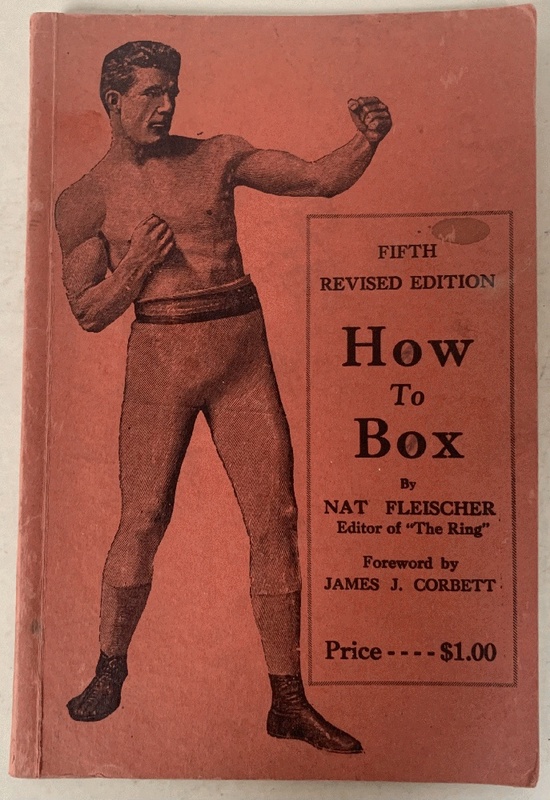 FIFTH
REVISED EDITION
How
To
Box
By
NAT FLEISCHER
Editor of "The Ring"
Foreword by
JAMES J. CORBETT
Price - - - - $1.00